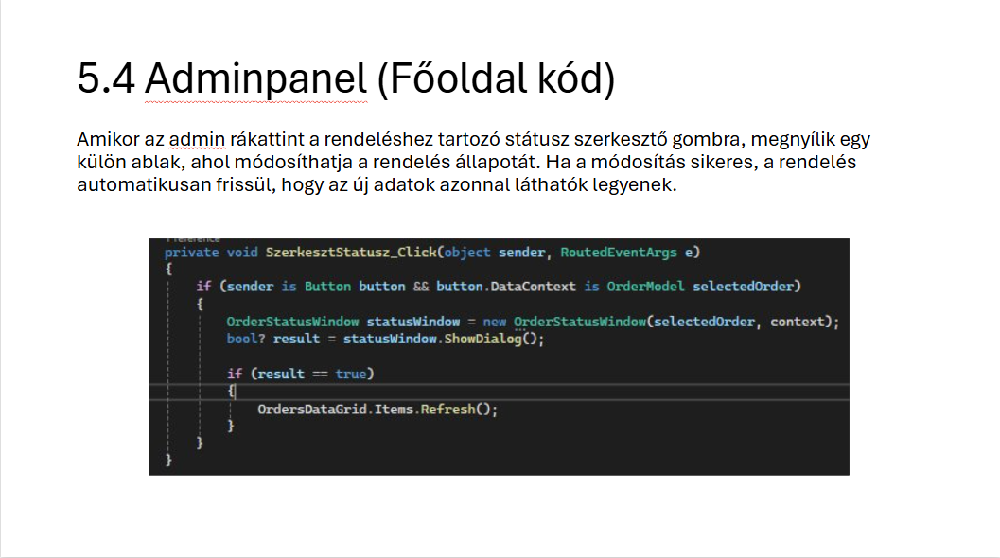 5.4 Adminpanel (Főoldal kód)
Amikor az admin rákattint a rendeléshez tartozó státusz szerkesztő gombra, megnyílik egy
külön ablak, ahol módosíthatja a rendelés állapotát. Ha a módosítás sikeres, a rendelés
automatikusan frissül, hogy az új adatok azonnal láthatók legyenek.
private void SzerkesztStatusz_Click(object sender, RoutedEventArgs e)
{
if (sender is Button button && button.DataContext is OrderModel selectedOrder)
{
OrderStatusWindow statusWindow = new OrderStatusWindow(selectedOrder, context);
bool? result = statusWindow.ShowDialog();
if (result == true)
{
OrdersDataGrid.Items.Refresh();
}
}
}